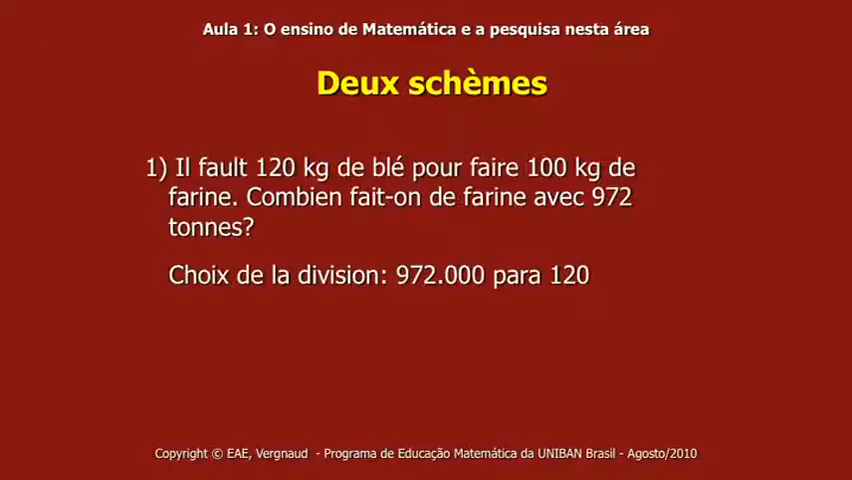 Aula 1: O ensino de Matemática e a pesquisa nesta área
Deux schèmes
1) Il fault 120 kg de blé pour faire 100 kg de
farine. Combien fait-on de farine avec 972
tonnes?
Choix de la division: 972.000 para 120
Copyright © EAE, Vergnaud - Programa de Educação Matemática da UNIBAN Brasil - Agosto/2010